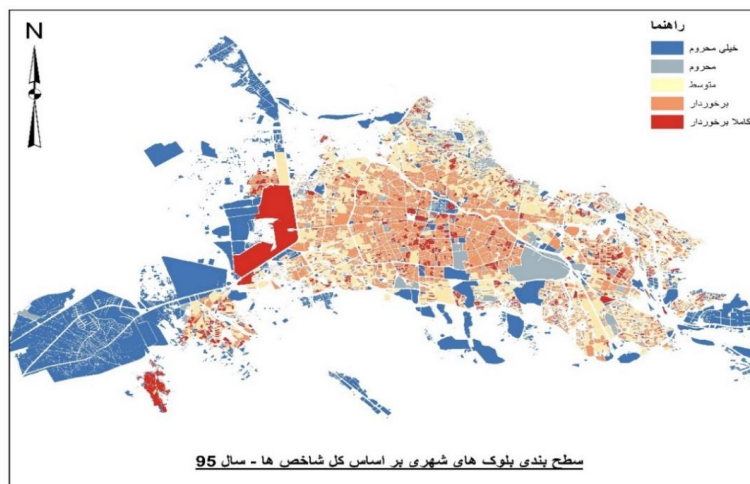 N
راهنما
خیلی محروم
محروم
متوسط
برخوردار
کاملا برخوردار
سطح بندی بلوک های شهری بر اساس کل شاخص ها - سال 95